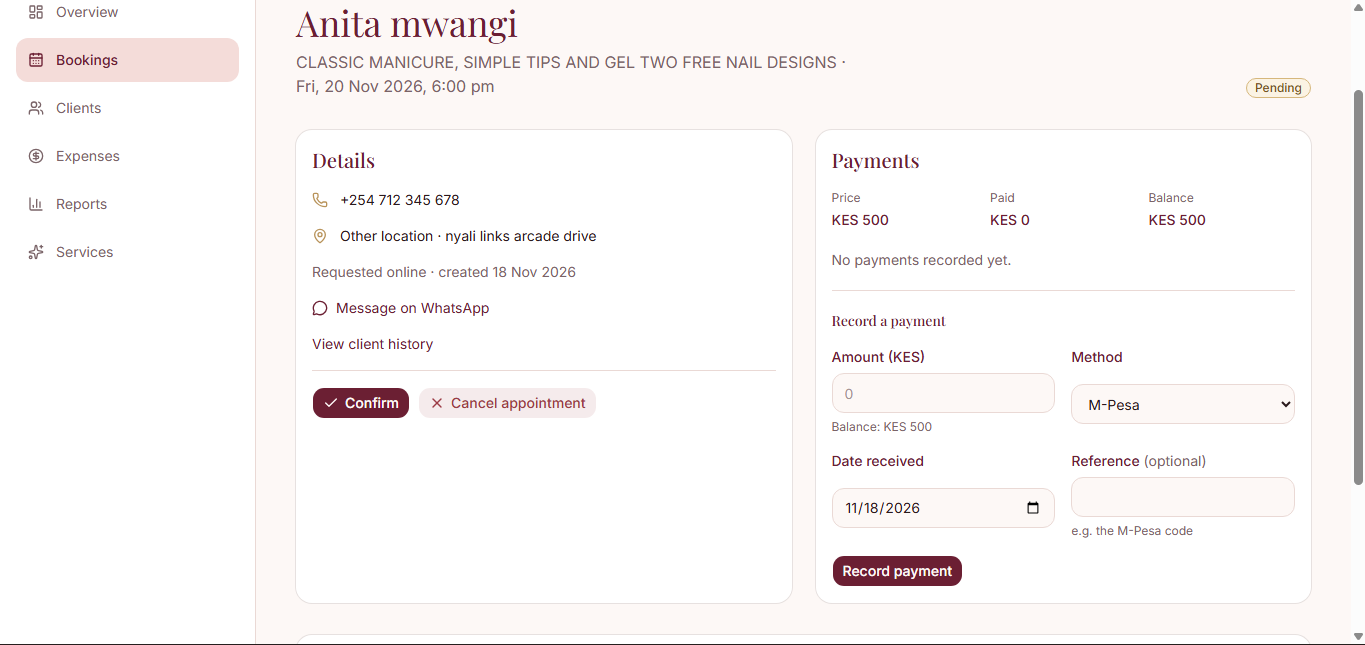 Overview
Bookings
Clients
Expenses
Reports
Services
Anita mwangi
CLASSIC MANICURE, SIMPLE TIPS AND GEL TWO FREE NAIL DESIGNS ·
Fri, 20 Nov 2026, 6:00 pm
Pending
Details
+254 712 345 678
Other location · nyali links arcade drive
Requested online · created 18 Nov 2026
Message on WhatsApp
View client history
Confirm
Cancel appointment
Payments
Price
Paid
Balance
KES 500
KES 0
KES 500
No payments recorded yet.
Record a payment
Amount (KES)
Method
0
M-Pesa
Balance: KES 500
Date received
Reference (optional)
11/18/2026
e.g. the M-Pesa code
Record payment